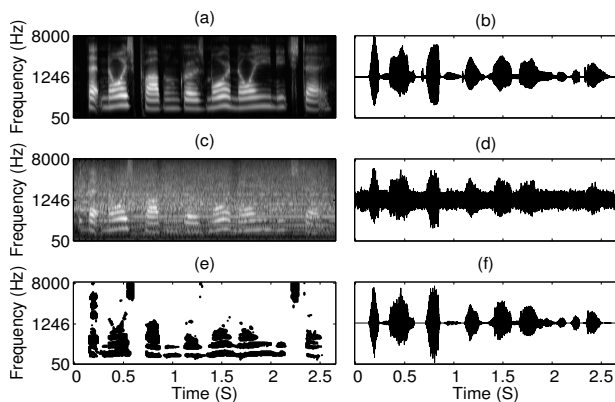 (a) (b)
Frequency (Hz) 8000 1246 50
(c) (d)
Frequency (Hz) 8000 1246 50
(e) (f)
Frequency (Hz) 8000 1246 50
0 0.5 1 1.5 2 2.5 0 0.5 1 1.5 2 2.5
Time (S) Time (S)